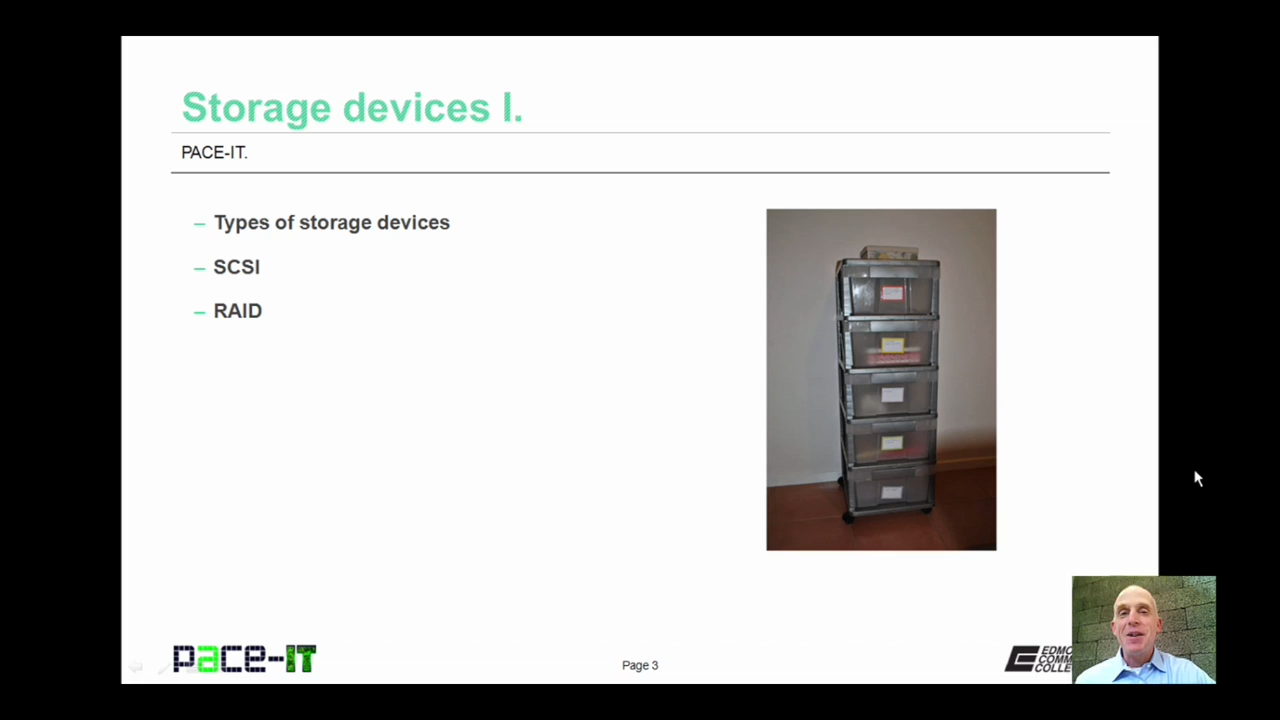 Storage devices I.
PACE-IT.
– Types of storage devices
– SCSI
– RAID
pace-IT
Page 3